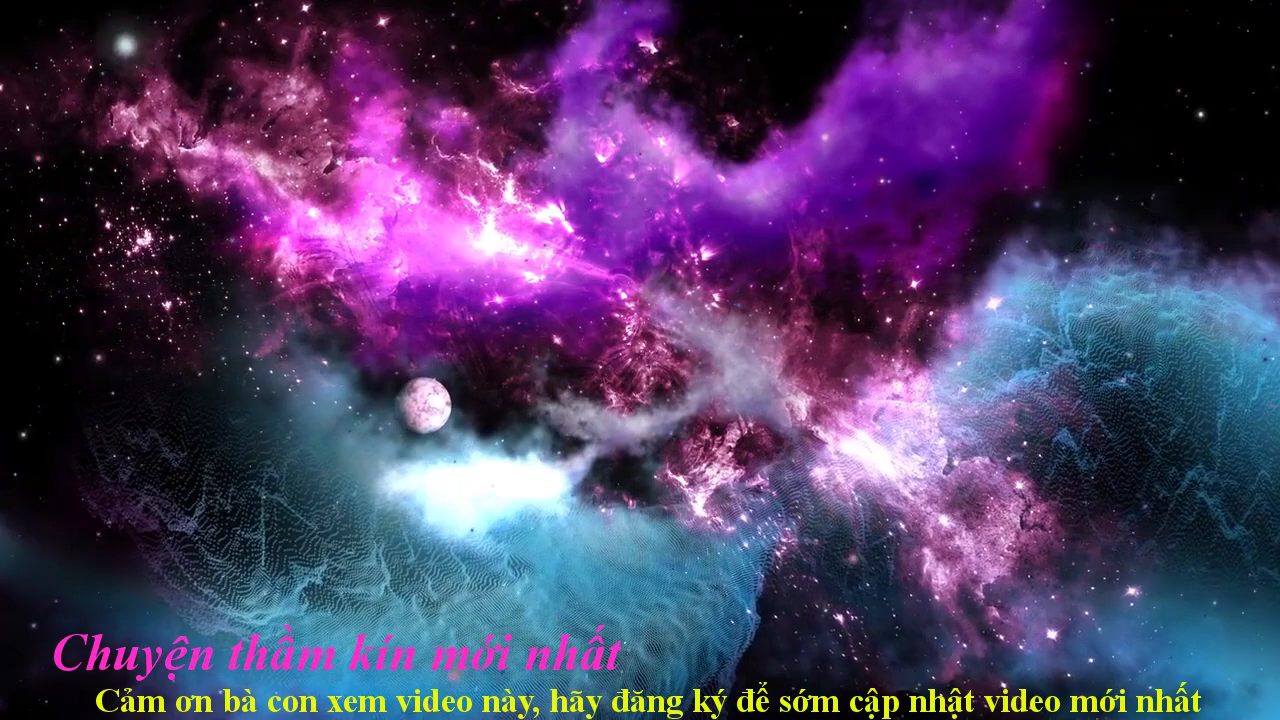 Chuyện thầm kín mới nhất
Cảm ơn bà con xem video này, hãy đăng ký để sớm cập nhật video mới nhất